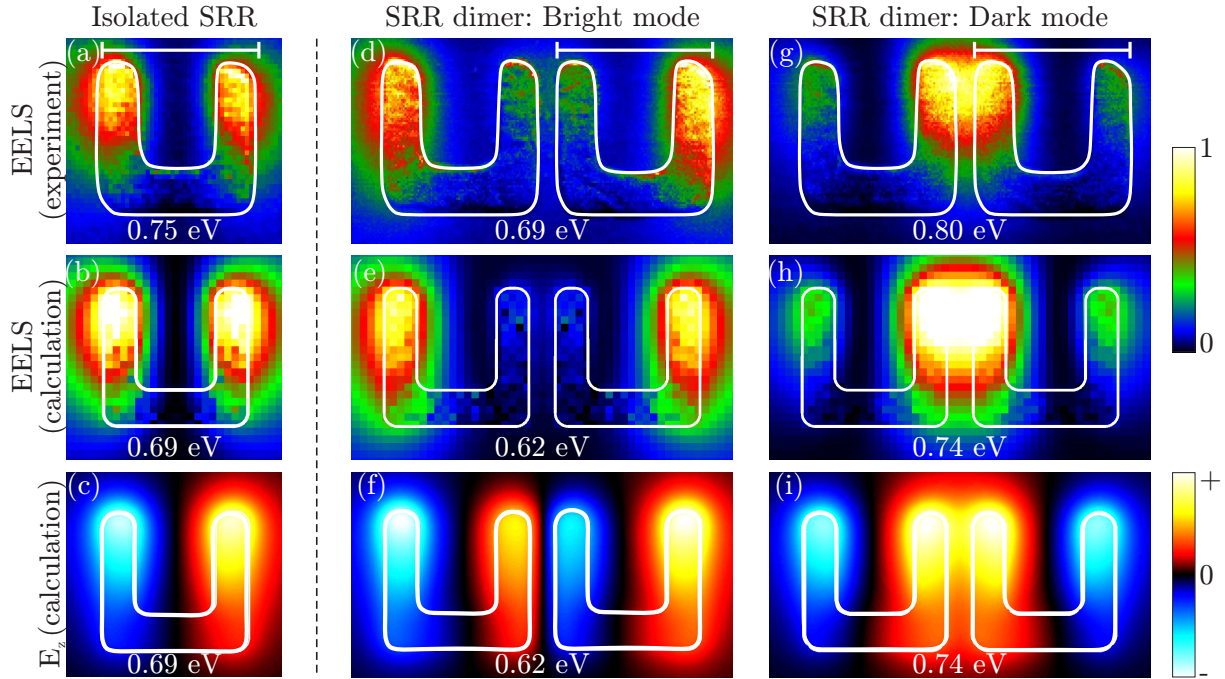 Isolated SRR
SRR dimer: Bright mode
SRR dimer: Dark mode
EELS
(experiment)
(a)
0.75 eV
(d)
0.69 eV
(g)
0.80 eV
1
0
EELS
(calculation)
(b)
0.69 eV
(e)
0.62 eV
(h)
0.74 eV
E_z (calculation)
(c)
0.69 eV
(f)
0.62 eV
(i)
0.74 eV
+
0
-